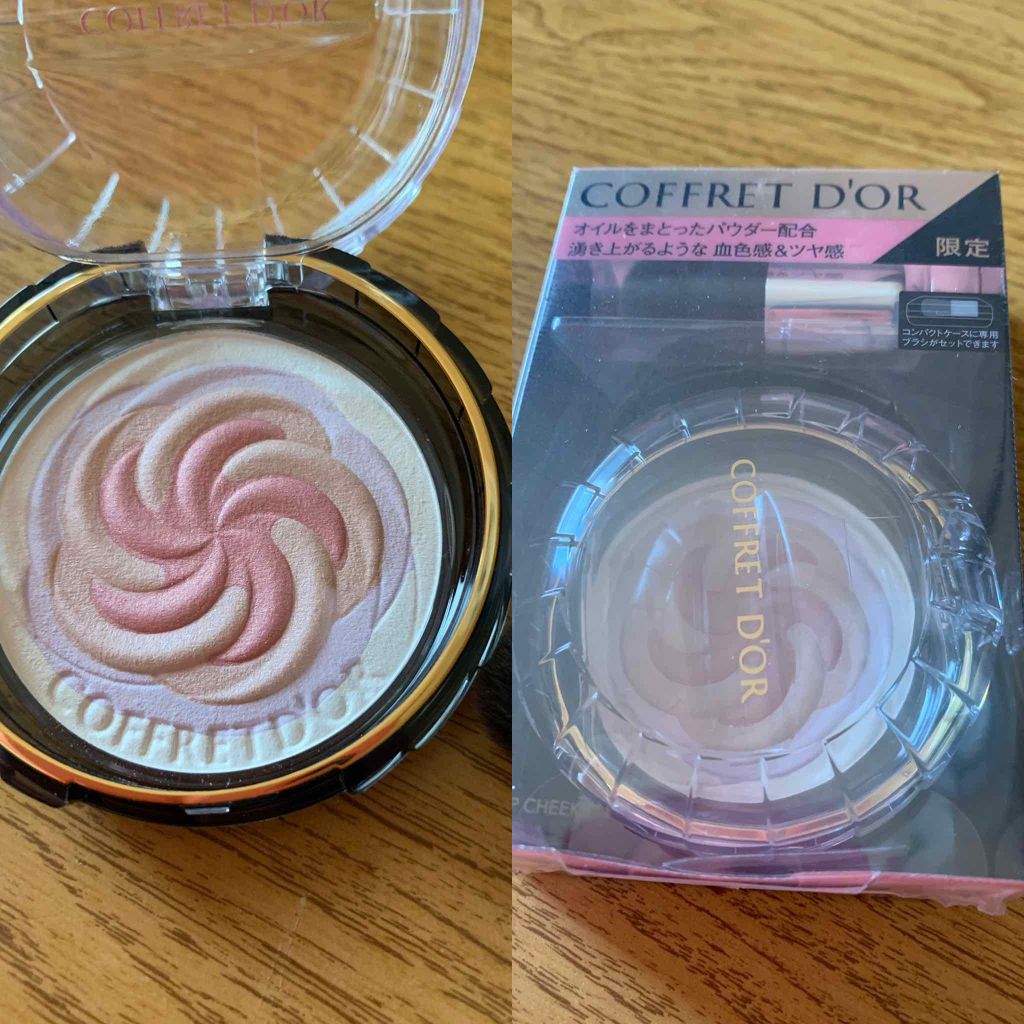 COFFRET D'OR
COFFRET D'OR
COFFRET D'OR
オイルをまとったパウダー配合
湧き上がるような 血色感&ツヤ感
限定
コンパクトケースに専用
ブラシがセットできます
COFFRET D'OR
CHEEK